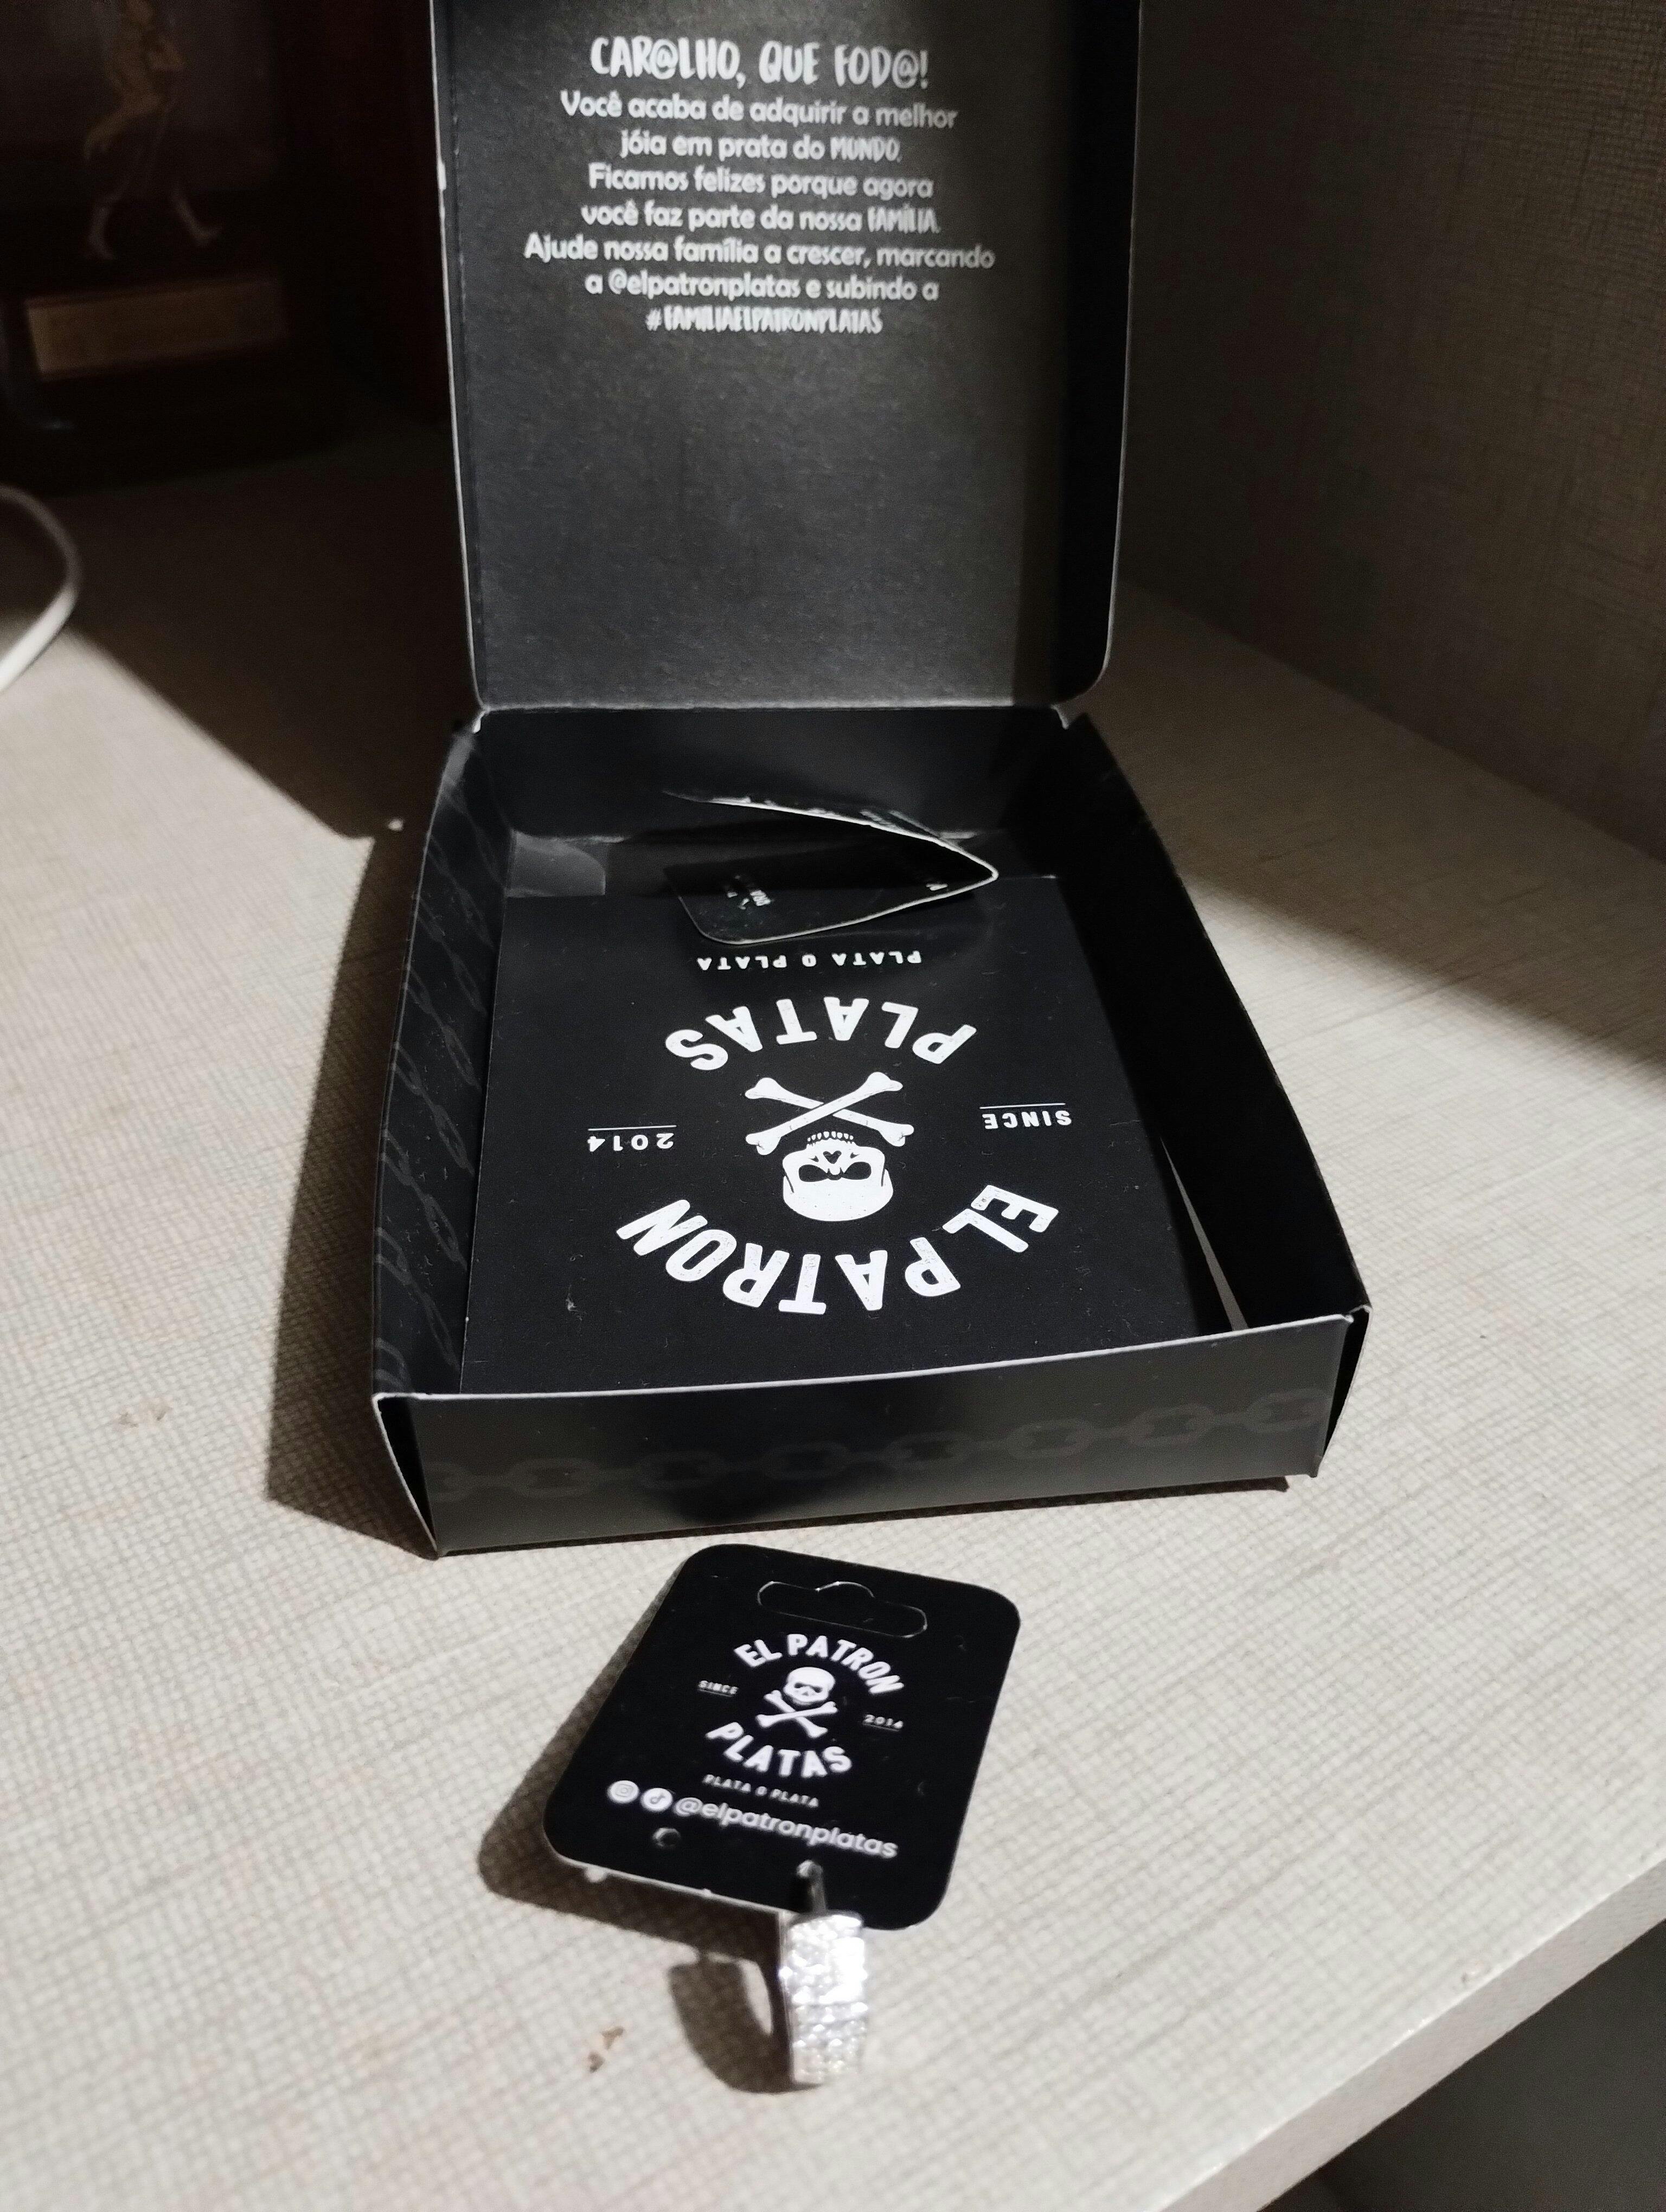 CAR@LHO, QUE FOD@!
Você acaba de adquirir a melhor
jóia em prata do MUNDO.
Ficamos felizes porque agora
você faz parte da nossa FAMÍLIA.
Ajude nossa família a crescer, marcando
a @elpatronplatas e subindo a
#FAMILIAELPATRONPLATAS
EL PATRON
SINCE 2014
PLATAS
PLATA O PLATA
EL PATRON
SINCE 2014
PLATAS
PLATA O PLATA
@elpatronplatas